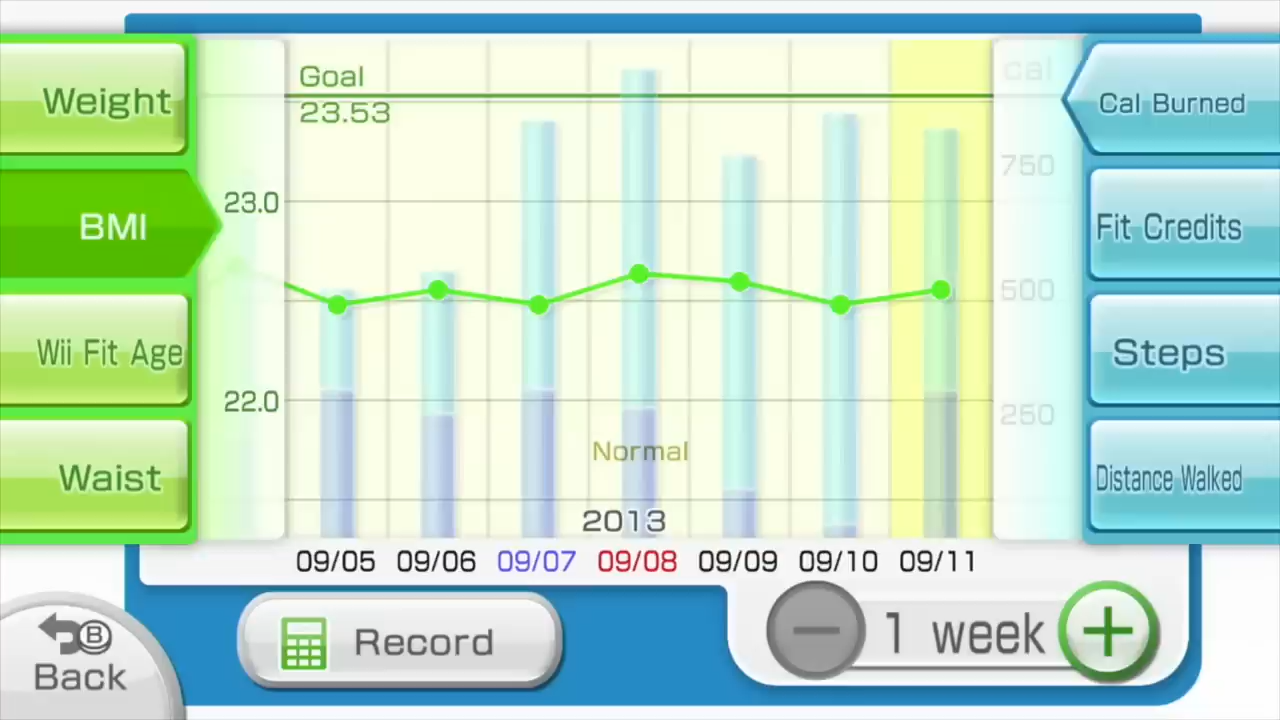 Weight
BMI
Wii Fit Age
Waist
Goal
23.53
23.0
22.0
Normal
2013
09/05 09/06 09/07 09/08 09/09 09/10 09/11
cal
750
500
250
Cal Burned
Fit Credits
Steps
Distance Walked
B
Back
Record
− 1 week +